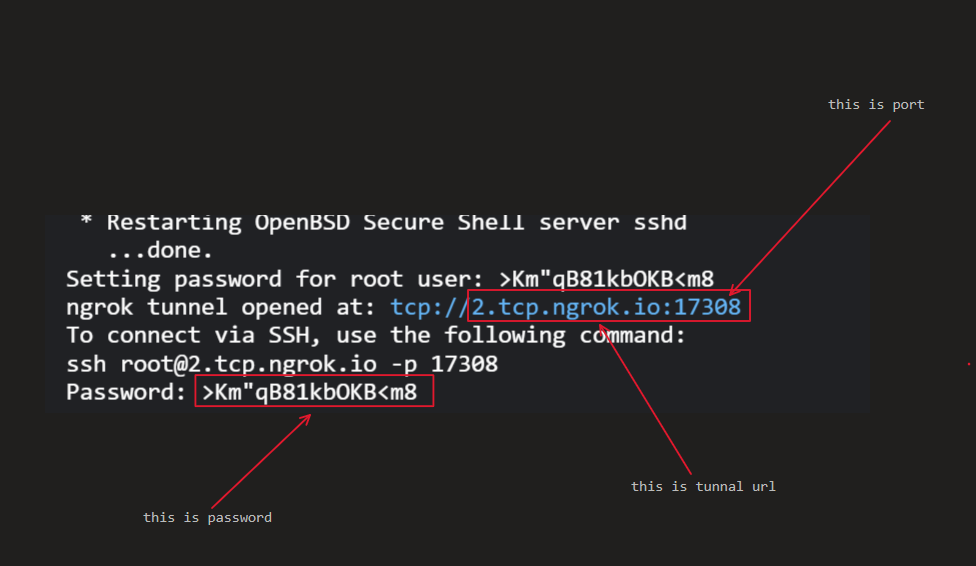 this is port
* Restarting OpenBSD Secure Shell server sshd
...done.
Setting password for root user: >Km"qB81kbOKB<m8
ngrok tunnel opened at: tcp://2.tcp.ngrok.io:17308
To connect via SSH, use the following command:
ssh root@2.tcp.ngrok.io -p 17308
Password: >Km"qB81kbOKB<m8
this is tunnal url
this is password